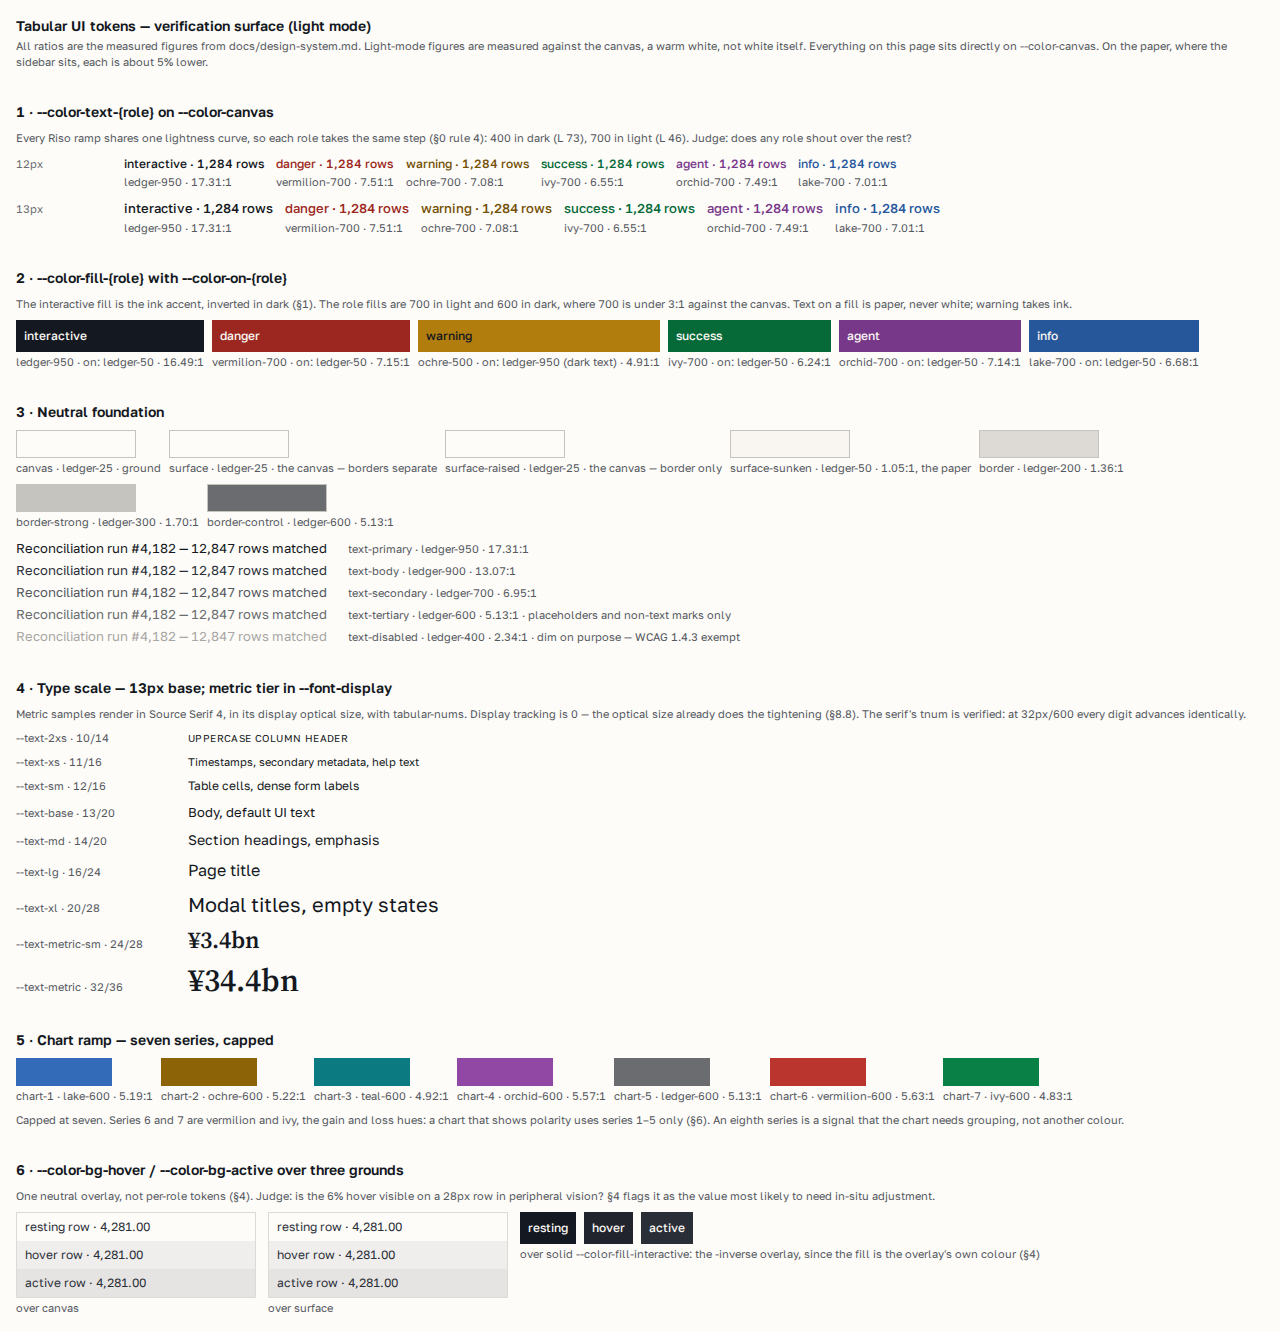 Tabular UI tokens — verification surface (light mode)
All ratios are the measured figures from docs/design-system.md. Light-mode figures are measured against the canvas, a warm white, not white itself. Everything on this page sits directly on --color-canvas. On the paper, where the
sidebar sits, each is about 5% lower.
1 · --color-text-{role} on --color-canvas
Every Riso ramp shares one lightness curve, so each role takes the same step (§0 rule 4): 400 in dark (L 73), 700 in light (L 46). Judge: does any role shout over the rest?
12px interactive · 1,284 rows danger · 1,284 rows warning · 1,284 rows success · 1,284 rows agent · 1,284 rows info · 1,284 rows
ledger-950 · 17.31:1 vermilion-700 · 7.51:1 ochre-700 · 7.08:1 ivy-700 · 6.55:1 orchid-700 · 7.49:1 lake-700 · 7.01:1
13px interactive · 1,284 rows danger · 1,284 rows warning · 1,284 rows success · 1,284 rows agent · 1,284 rows info · 1,284 rows
ledger-950 · 17.31:1 vermilion-700 · 7.51:1 ochre-700 · 7.08:1 ivy-700 · 6.55:1 orchid-700 · 7.49:1 lake-700 · 7.01:1
2 · --color-fill-{role} with --color-on-{role}
The interactive fill is the ink accent, inverted in dark (§1). The role fills are 700 in light and 600 in dark, where 700 is under 3:1 against the canvas. Text on a fill is paper, never white; warning takes ink.
interactive danger warning success agent info
ledger-950 · on: ledger-50 · 16.49:1 vermilion-700 · on: ledger-50 · 7.15:1 ochre-500 · on: ledger-950 (dark text) · 4.91:1 ivy-700 · on: ledger-50 · 6.24:1 orchid-700 · on: ledger-50 · 7.14:1 lake-700 · on: ledger-50 · 6.68:1
3 · Neutral foundation
canvas · ledger-25 · ground surface · ledger-25 · the canvas — borders separate surface-raised · ledger-25 · the canvas — border only surface-sunken · ledger-50 · 1.05:1, the paper border · ledger-200 · 1.36:1
border-strong · ledger-300 · 1.70:1 border-control · ledger-600 · 5.13:1
Reconciliation run #4,182 — 12,847 rows matched text-primary · ledger-950 · 17.31:1
Reconciliation run #4,182 — 12,847 rows matched text-body · ledger-900 · 13.07:1
Reconciliation run #4,182 — 12,847 rows matched text-secondary · ledger-700 · 6.95:1
Reconciliation run #4,182 — 12,847 rows matched text-tertiary · ledger-600 · 5.13:1 · placeholders and non-text marks only
Reconciliation run #4,182 — 12,847 rows matched text-disabled · ledger-400 · 2.34:1 · dim on purpose — WCAG 1.4.3 exempt
4 · Type scale — 13px base; metric tier in --font-display
Metric samples render in Source Serif 4, in its display optical size, with tabular-nums. Display tracking is 0 — the optical size already does the tightening (§8.8). The serif's tnum is verified: at 32px/600 every digit advances identically.
--text-2xs · 10/14 UPPERCASE COLUMN HEADER
--text-xs · 11/16 Timestamps, secondary metadata, help text
--text-sm · 12/16 Table cells, dense form labels
--text-base · 13/20 Body, default UI text
--text-md · 14/20 Section headings, emphasis
--text-lg · 16/24 Page title
--text-xl · 20/28 Modal titles, empty states
--text-metric-sm · 24/28 ¥3.4bn
--text-metric · 32/36 ¥34.4bn
5 · Chart ramp — seven series, capped
chart-1 · lake-600 · 5.19:1 chart-2 · ochre-600 · 5.22:1 chart-3 · teal-600 · 4.92:1 chart-4 · orchid-600 · 5.57:1 chart-5 · ledger-600 · 5.13:1 chart-6 · vermilion-600 · 5.63:1 chart-7 · ivy-600 · 4.83:1
Capped at seven. Series 6 and 7 are vermilion and ivy, the gain and loss hues: a chart that shows polarity uses series 1–5 only (§6). An eighth series is a signal that the chart needs grouping, not another colour.
6 · --color-bg-hover / --color-bg-active over three grounds
One neutral overlay, not per-role tokens (§4). Judge: is the 6% hover visible on a 28px row in peripheral vision? §4 flags it as the value most likely to need in-situ adjustment.
resting row · 4,281.00 resting row · 4,281.00 resting hover active
hover row · 4,281.00 hover row · 4,281.00 over solid --color-fill-interactive: the -inverse overlay, since the fill is the overlay's own colour (§4)
active row · 4,281.00 active row · 4,281.00
over canvas over surface